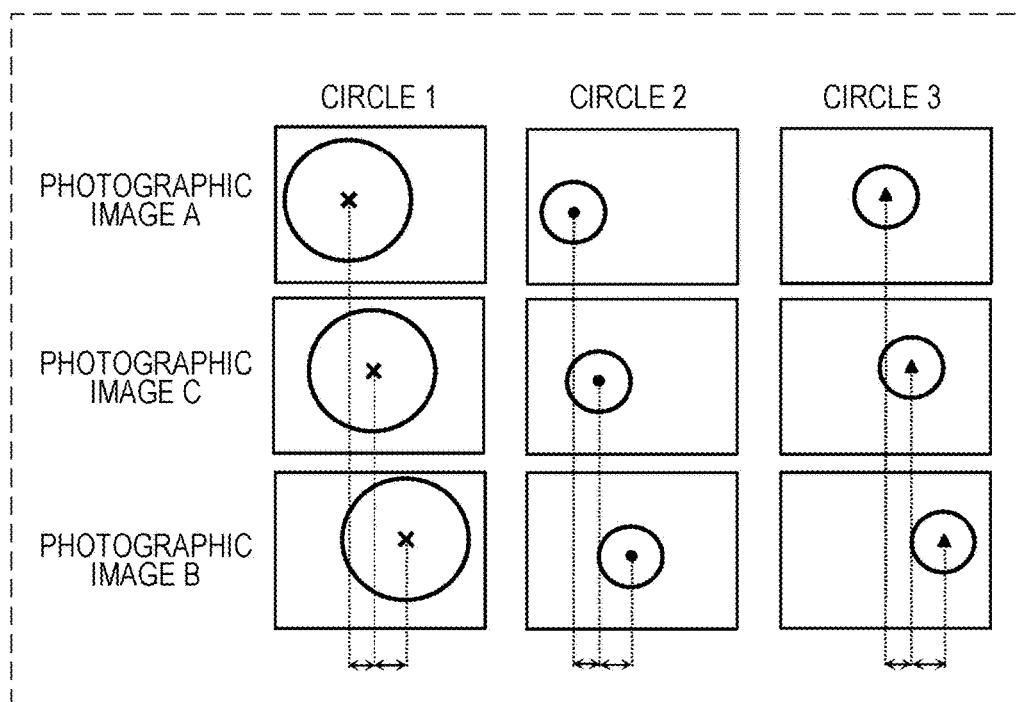 CIRCLE 1 CIRCLE 2 CIRCLE 3
PHOTOGRAPHIC
IMAGE A
PHOTOGRAPHIC
IMAGE C
PHOTOGRAPHIC
IMAGE B